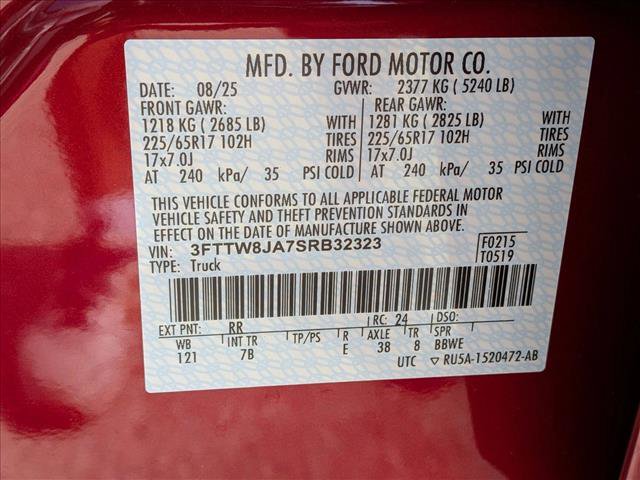 MFD. BY FORD MOTOR CO.
DATE: 08/25 GVWR: 2377 KG ( 5240 LB)
FRONT GAWR: REAR GAWR:
1218 KG ( 2685 LB) WITH 1281 KG ( 2825 LB) WITH
225/65R17 102H TIRES 225/65R17 102H TIRES
17x7.0J RIMS 17x7.0J RIMS
AT 240 kPa/ 35 PSI COLD AT 240 kPa/ 35 PSI COLD
THIS VEHICLE CONFORMS TO ALL APPLICABLE FEDERAL MOTOR
VEHICLE SAFETY AND THEFT PREVENTION STANDARDS IN
EFFECT ON THE DATE OF MANUFACTURE SHOWN ABOVE.
VIN: 3FTTW8JA7SRB32323 F0215
TYPE: Truck T0519
EXT PNT: RR RC: 24 DSO:
WB INT TR TP/PS R AXLE TR SPR
121 7B E 38 8 BBWE
UTC ▽ RU5A-1520472-AB